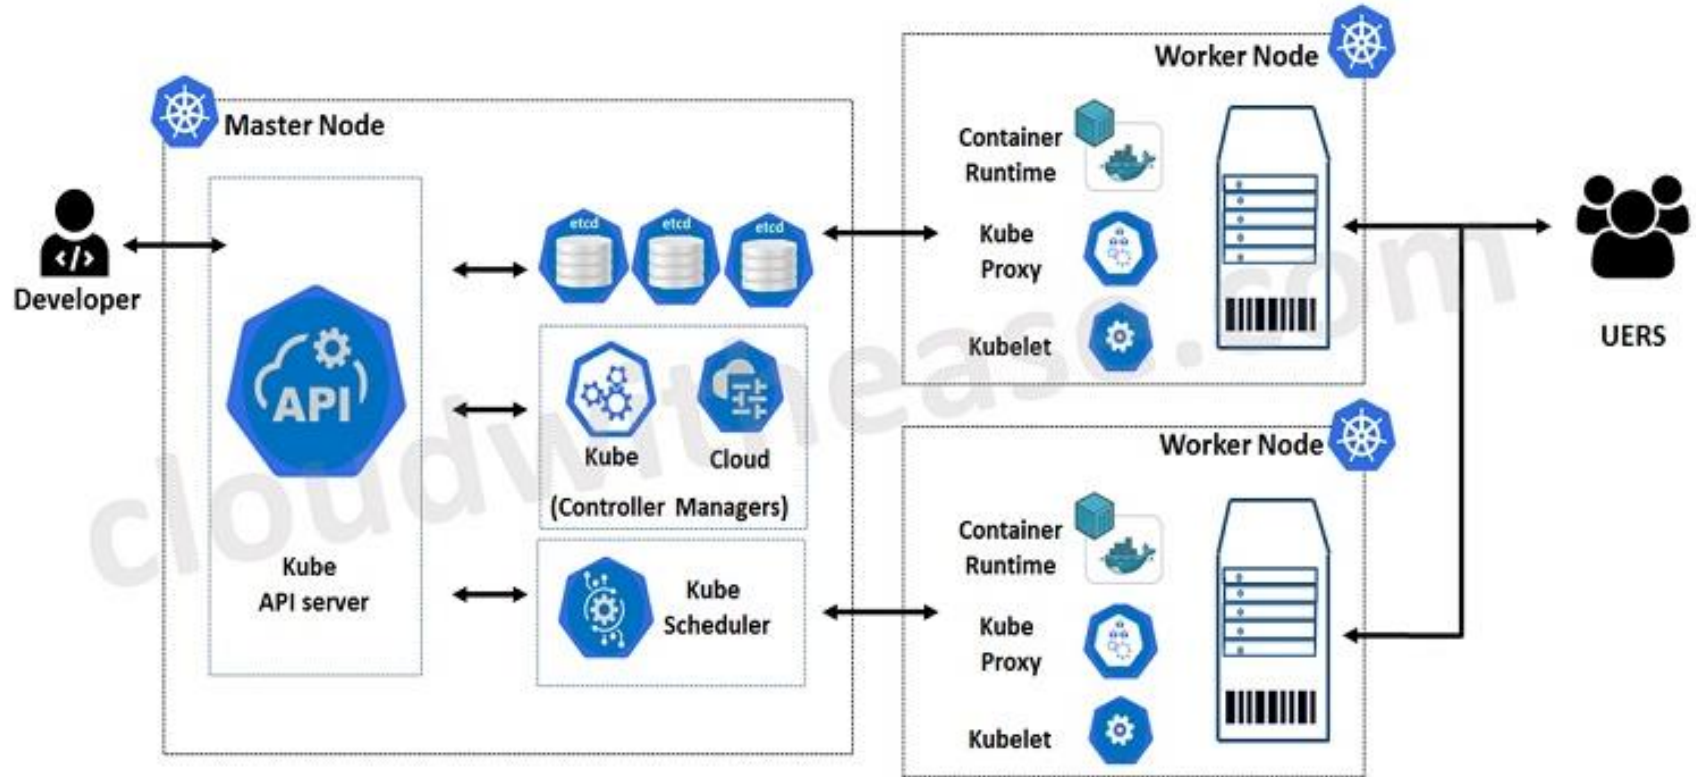 Master Node
Developer
API
Kube
API server
etcd
etcd
etcd
Kube
Cloud
(Controller Managers)
Kube
Scheduler
Worker Node
Container
Runtime
Kube
Proxy
Kubelet
Worker Node
Container
Runtime
Kube
Proxy
Kubelet
UERS
cloudwithease.com